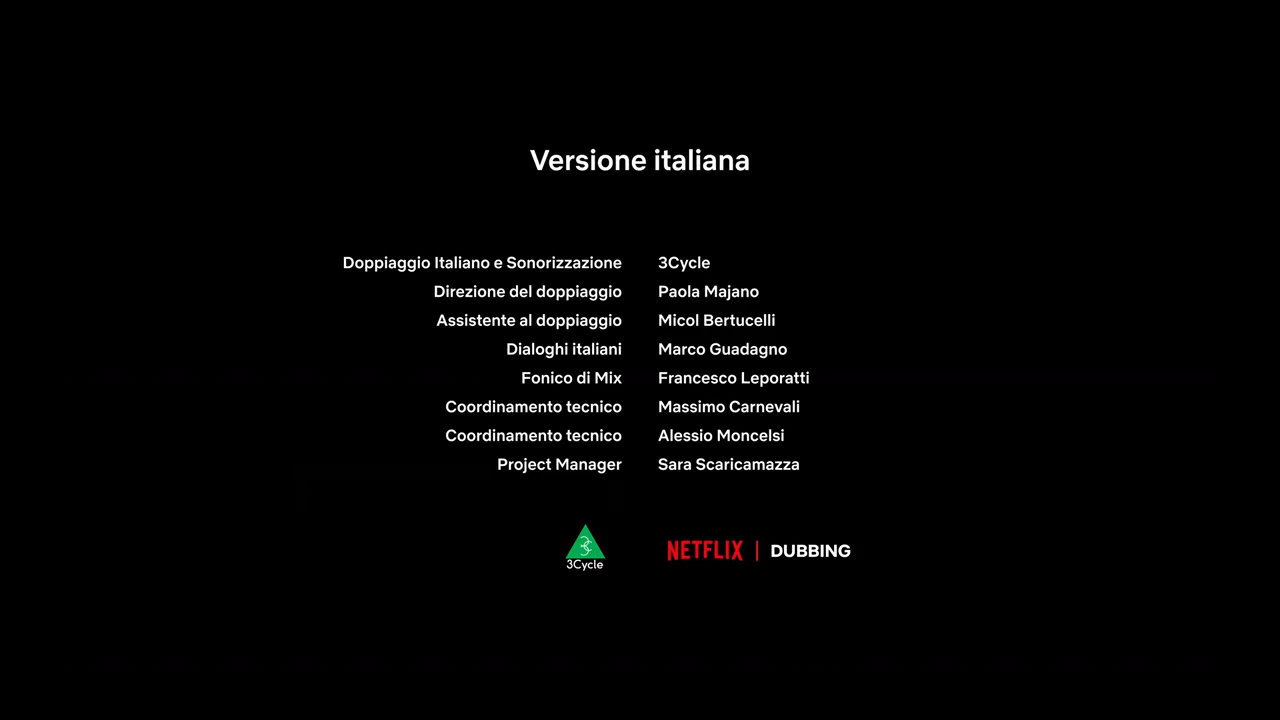 Versione italiana
Doppiaggio Italiano e Sonorizzazione 3Cycle
Direzione del doppiaggio Paola Majano
Assistente al doppiaggio Micol Bertucelli
Dialoghi italiani Marco Guadagno
Fonico di Mix Francesco Leporatti
Coordinamento tecnico Massimo Carnevali
Coordinamento tecnico Alessio Moncelsi
Project Manager Sara Scaricamazza
3Cycle
NETFLIX | DUBBING